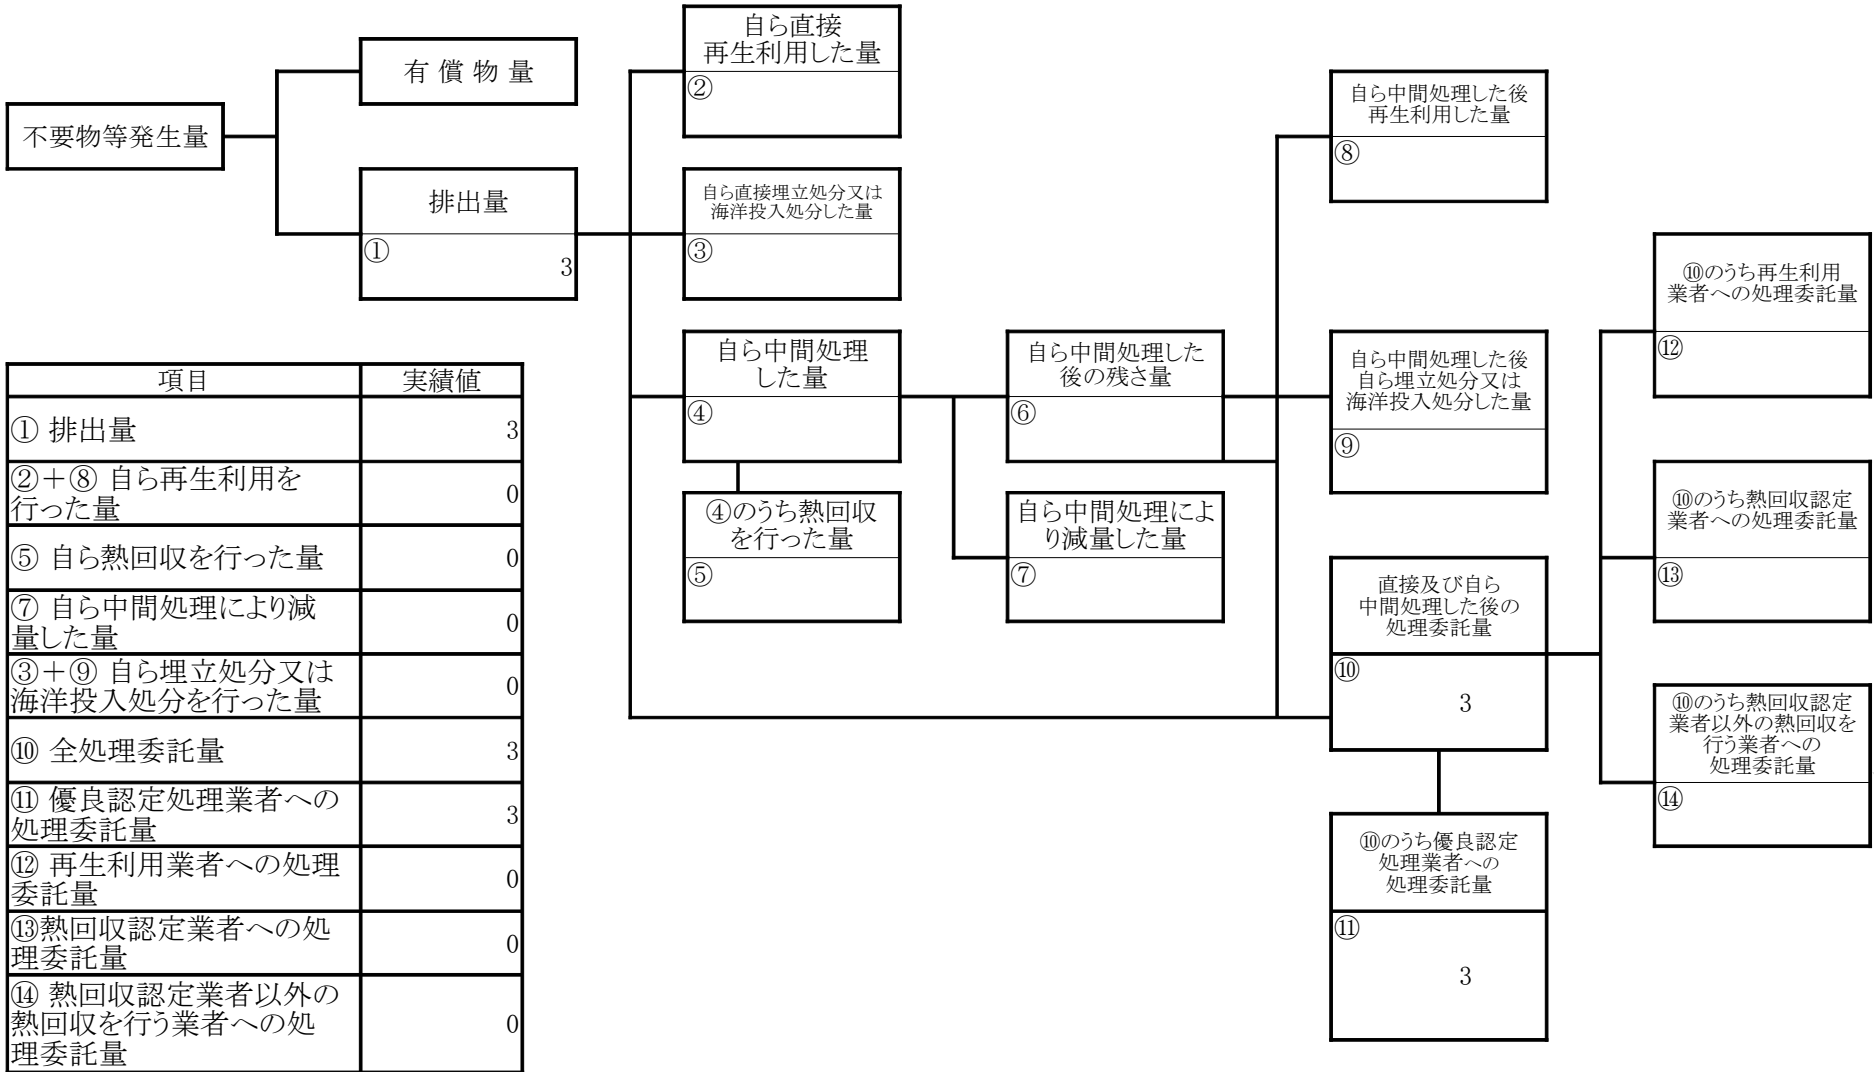 自ら直接
再生利用した量
②
有 償 物 量
不要物等発生量
排出量
①
3
自ら直接埋立処分又は
海洋投入処分した量
③
自ら中間処理した後
再生利用した量
⑧
自ら中間処理
した量
④
④のうち熱回収
を行った量
⑤
自ら中間処理した
後の残さ量
⑥
自ら中間処理によ
り減量した量
⑦
自ら中間処理した後
自ら埋立処分又は
海洋投入処分した量
⑨
直接及び自ら
中間処理した後の
処理委託量
⑩
3
⑩のうち優良認定
処理業者への
処理委託量
⑪
3
⑩のうち再生利用
業者への処理委託量
⑫
⑩のうち熱回収認定
業者への処理委託量
⑬
⑩のうち熱回収認定
業者以外の熱回収を
行う業者への
処理委託量
⑭
項目 実績値
① 排出量 3
②＋⑧ 自ら再生利用を
行った量 0
⑤ 自ら熱回収を行った量 0
⑦ 自ら中間処理により減
量した量 0
③＋⑨ 自ら埋立処分又は
海洋投入処分を行った量 0
⑩ 全処理委託量 3
⑪ 優良認定処理業者への
処理委託量 3
⑫ 再生利用業者への処理
委託量 0
⑬熱回収認定業者への処
理委託量 0
⑭ 熱回収認定業者以外の
熱回収を行う業者への処
理委託量 0